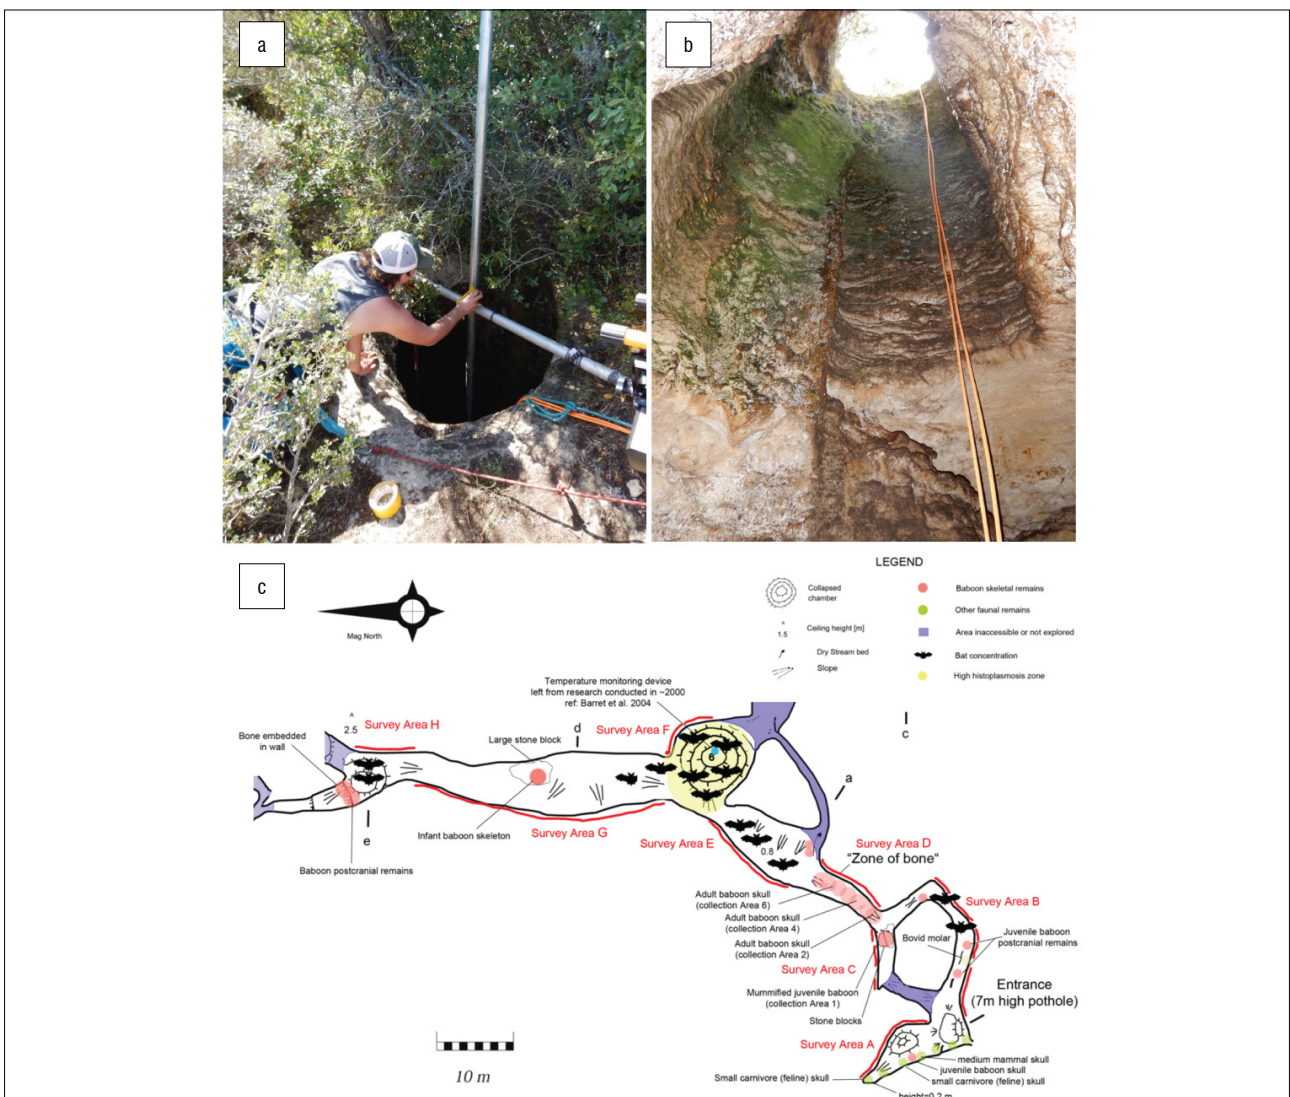 a
b
c
LEGEND
Collapsed
chamber
^
1.5
Ceiling height [m]
Dry Stream bed
Slope
Baboon skeletal remains
Other faunal remains
Area inaccessible or not explored
Bat concentration
High histoplasmosis zone
Mag North
Temperature monitoring device
left from research conducted in ~2000
ref: Barret et al. 2004
c
^
2.5
Survey Area H
Bone embedded
in wall
d
Survey Area F
Large stone block
6
a
e
Infant baboon skeleton
Survey Area G
Survey Area E
0.8
Survey Area D
"Zone of bone"
Baboon postcranial remains
Adult baboon skull
(collection Area 6)
Adult baboon skull
(collection Area 4)
Adult baboon skull
(collection Area 2)
Survey Area B
Bovid molar
Juvenile baboon
postcranial remains
Survey Area C
Mummified juvenile baboon
(collection Area 1)
Stone blocks
Entrance
(7m high pothole)
Survey Area A
medium mammal skull
juvenile baboon skull
small carnivore (feline) skull
Small carnivore (feline) skull
height=0.2 m
10 m